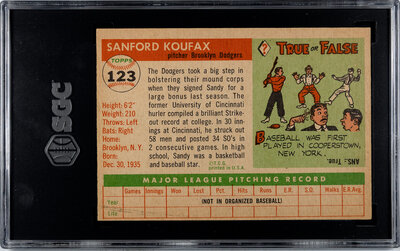 SGC
SANFORD KOUFAX
pitcher Brooklyn Dodgers
TOPPS
123
Height: 6'2"
Weight: 210
Throws: Left
Bats: Right
Home:
Brooklyn, N. Y.
Born:
Dec. 30, 1935
The Dodgers took a big step in
bolstering their mound corps
when they signed Sandy for a
large bonus last season. The
former University of Cincinnati
hurler compiled a brilliant Strike-
out record at college. In 30 inn-
ings at Cincinnati, he struck out
58 men and posted 34 SO's in
2 consecutive games. In high
school, Sandy was a basketball
and baseball star.
©T.C.G.
PRINTED IN U.S.A.
?
TRUE OR FALSE
BASEBALL WAS FIRST
PLAYED IN COOPERSTOWN,
NEW YORK.
ANS: True
MAJOR LEAGUE PITCHING RECORD
Games Innings Won Lost Pct. Hits Runs E.R. S.O. Walks E.R.Avg.
Year
Life
(NOT IN ORGANIZED BASEBALL)